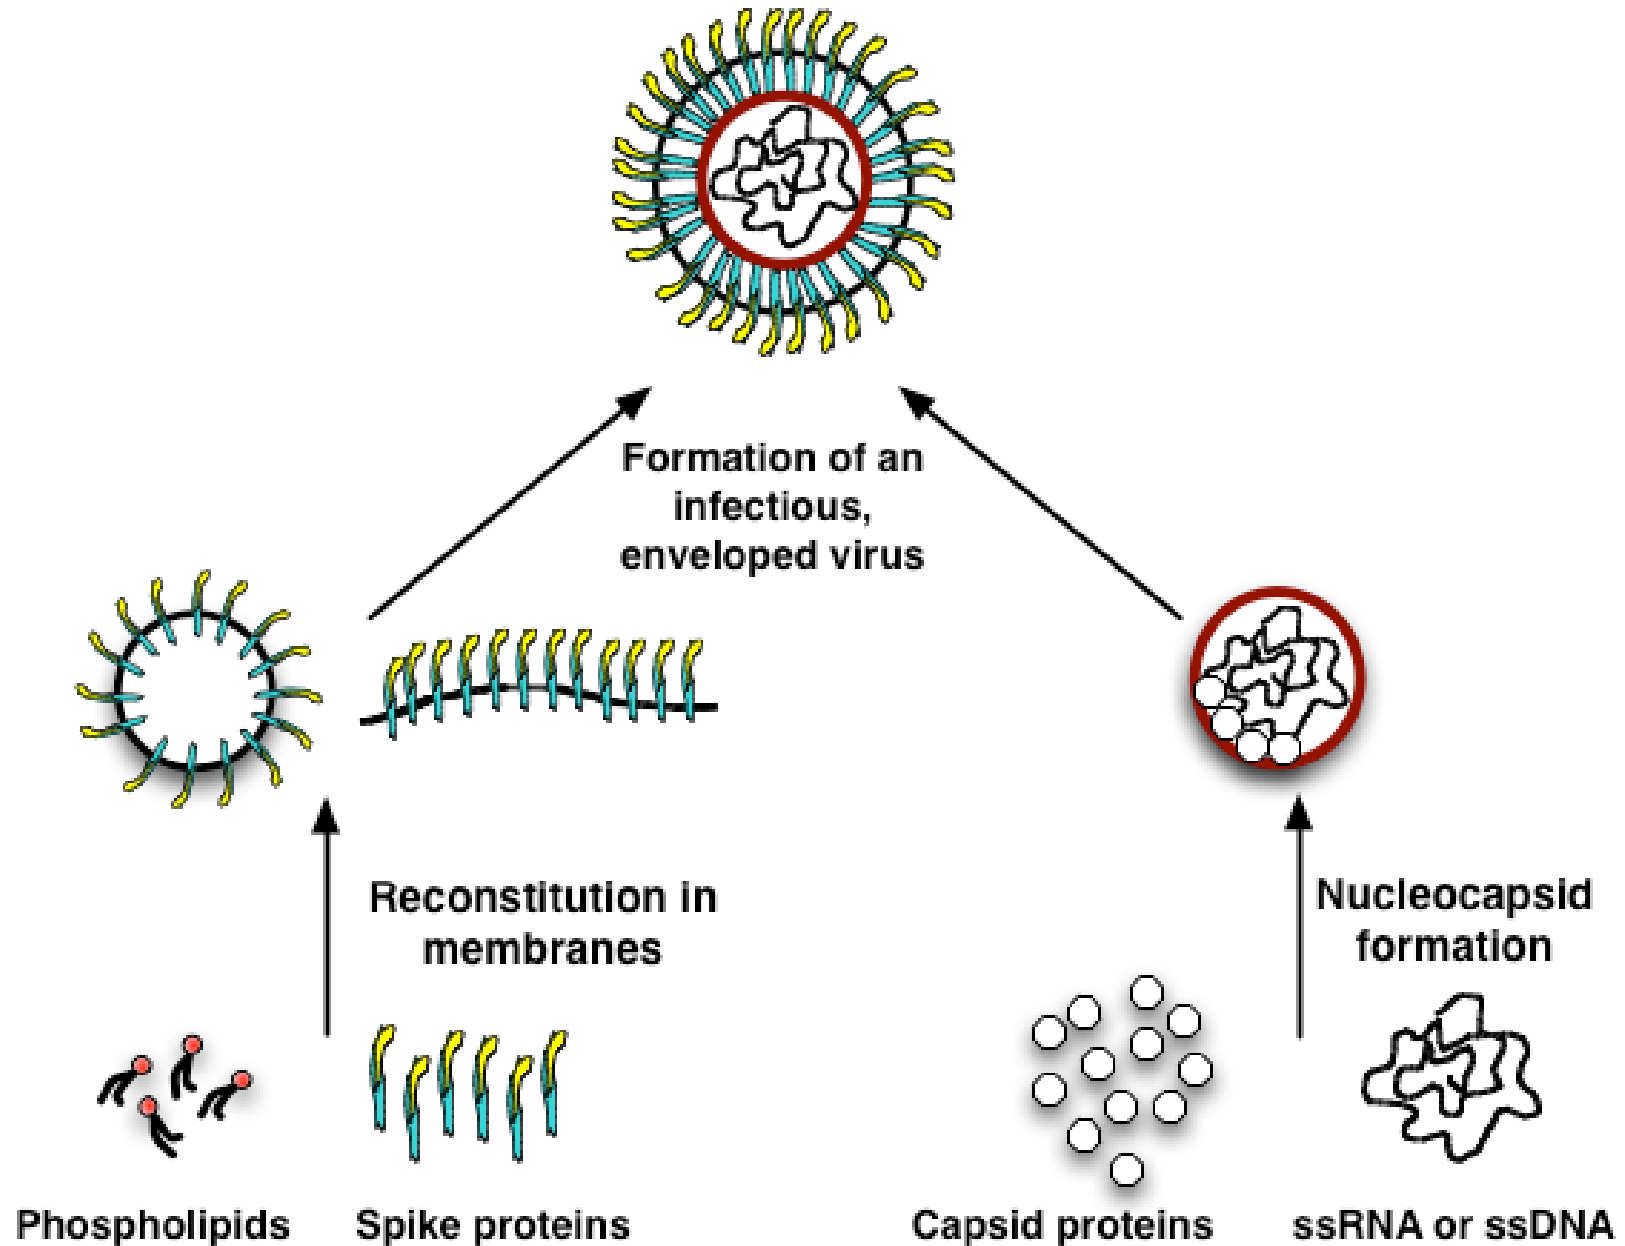 Formation of an
infectious,
enveloped virus
Reconstitution in
membranes
Nucleocapsid
formation
Phospholipids
Spike proteins
Capsid proteins
ssRNA or ssDNA